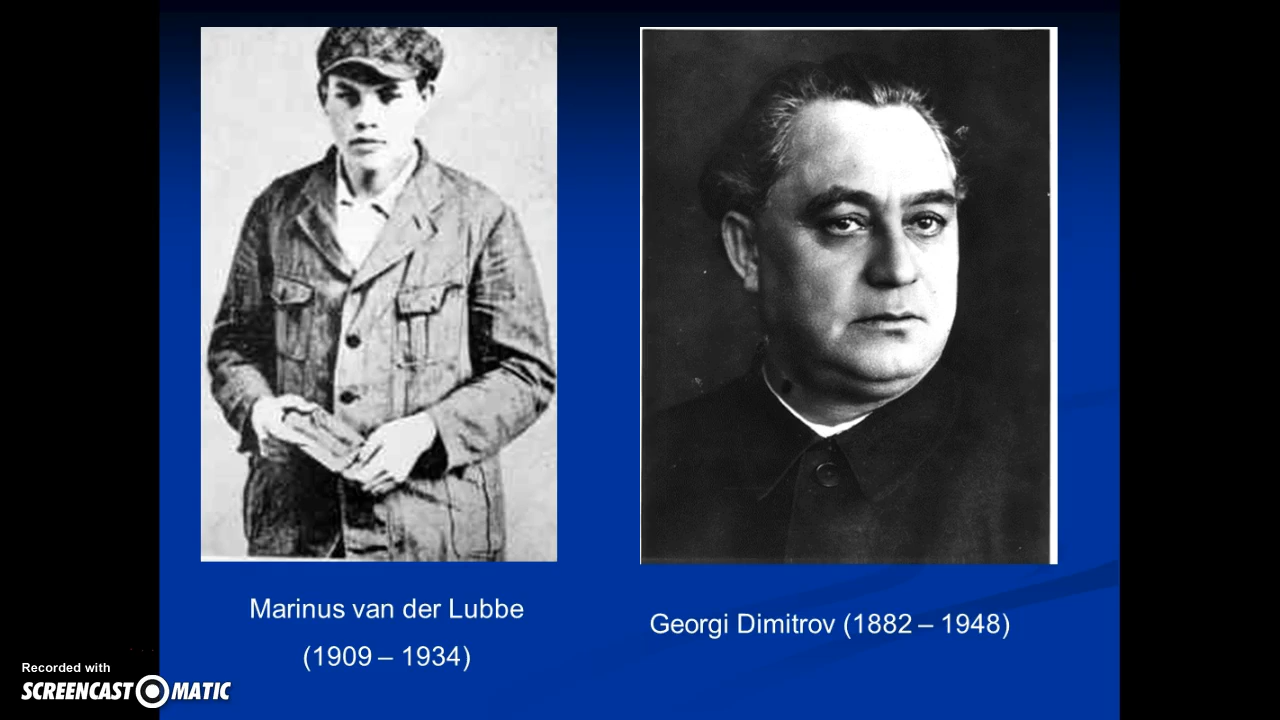 Marinus van der Lubbe
(1909 – 1934)
Georgi Dimitrov (1882 – 1948)
Recorded with
SCREENCAST MATIC